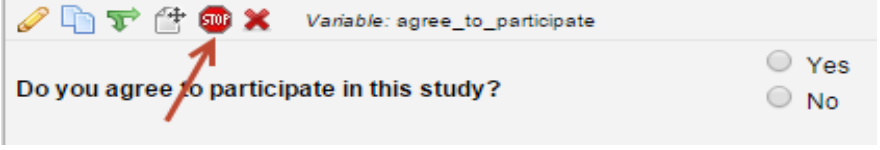 STOP Variable: agree_to_participate
Do you agree to participate in this study?
Yes
No